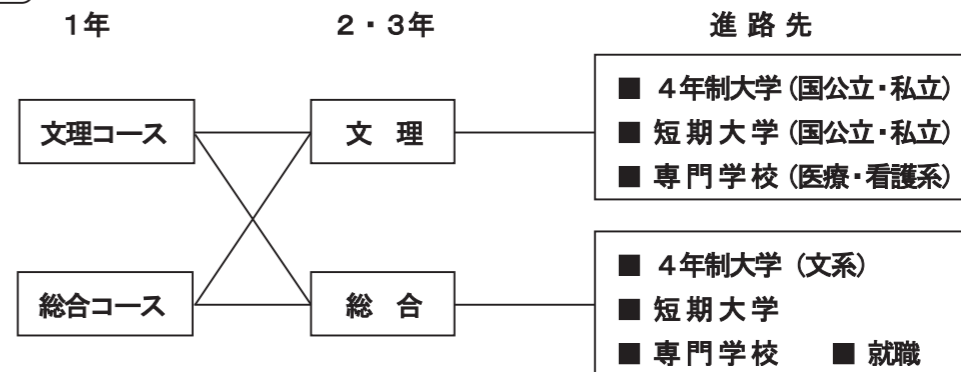 1年 2・3年 進路先
文理コース 文理
■ 4年制大学（国公立・私立）
■ 短期大学（国公立・私立）
■ 専門学校（医療・看護系）
総合コース 総合
■ 4年制大学（文系）
■ 短期大学
■ 専門学校 ■ 就職